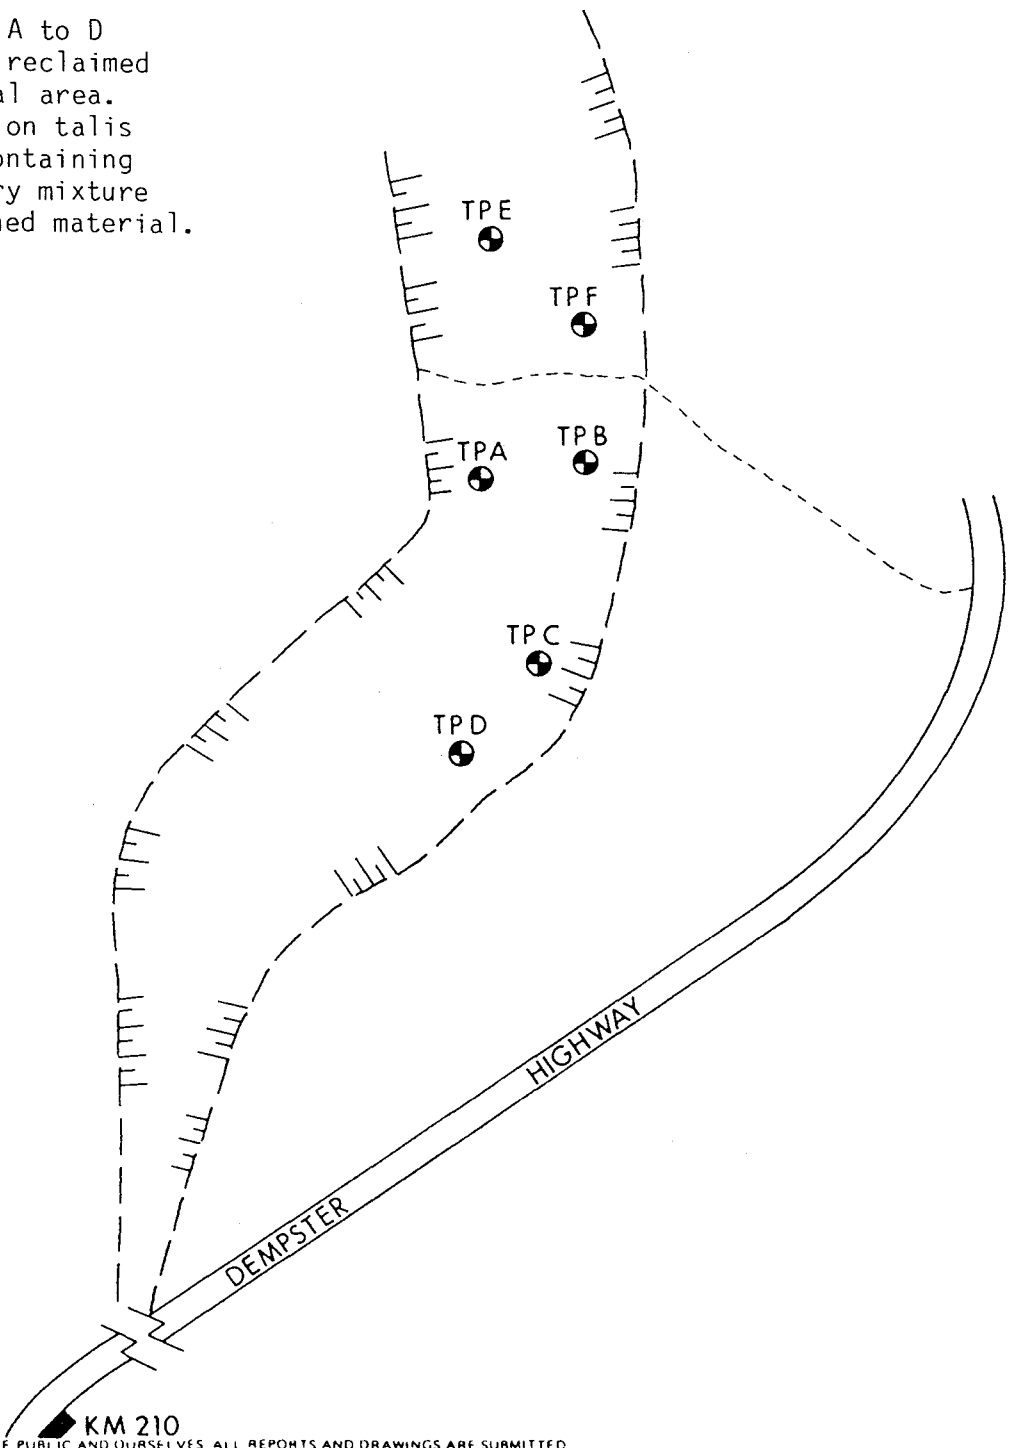 A to D
reclaimed
al area.
on talis
ontaining
ry mixture
ned material.
TPE
TPF
TPB
TPA
TPC
TPD
HIGHWAY
DEMPSTER
KM 210
E PUBLIC AND OURSELVES, ALL REPORTS AND DRAWINGS ARE SUBMITTED